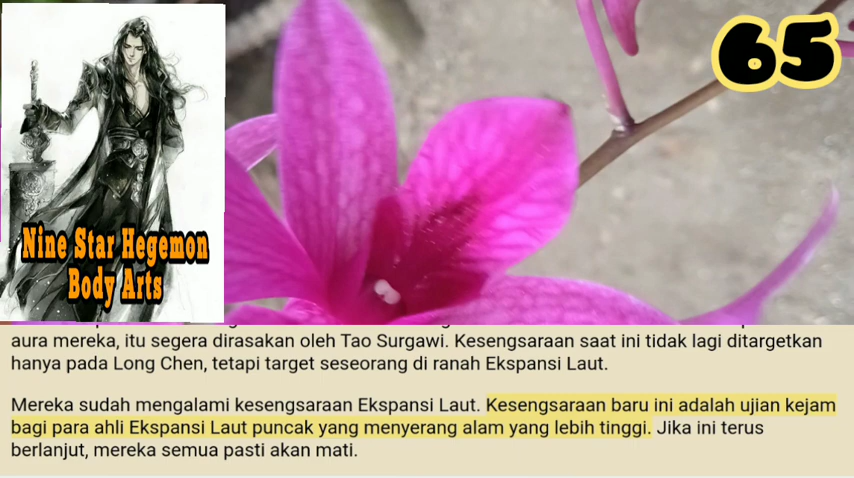 65
Nine Star Hegemon
Body Arts
aura mereka, itu segera dirasakan oleh Tao Surgawi. Kesengsaraan saat ini tidak lagi ditargetkan
hanya pada Long Chen, tetapi target seseorang di ranah Ekspansi Laut.
Mereka sudah mengalami kesengsaraan Ekspansi Laut. Kesengsaraan baru ini adalah ujian kejam
bagi para ahli Ekspansi Laut puncak yang menyerang alam yang lebih tinggi. Jika ini terus
berlanjut, mereka semua pasti akan mati.